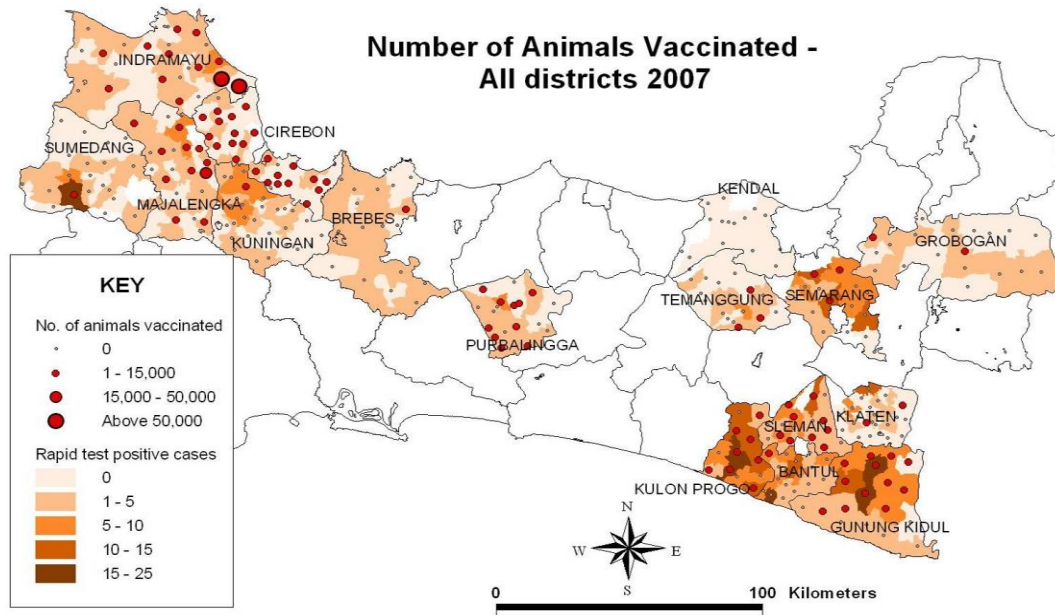 Number of Animals Vaccinated -
All districts 2007
INDRAMAYU
CIREBON
SUMEDANG
MAJALENGKA
KUNINGAN
BREBES
KENDAL
GROBOGAN
TEMANGGUNG
SEMARANG
PURBALINGGA
KLATEN
SLEMAN
BANTUL
KULON PROGO
GUNUNG KIDUL
KEY
No. of animals vaccinated
0
1 - 15,000
15,000 - 50,000
Above 50,000
Rapid test positive cases
0
1 - 5
5 - 10
10 - 15
15 - 25
N
W E
S
0 100 Kilometers